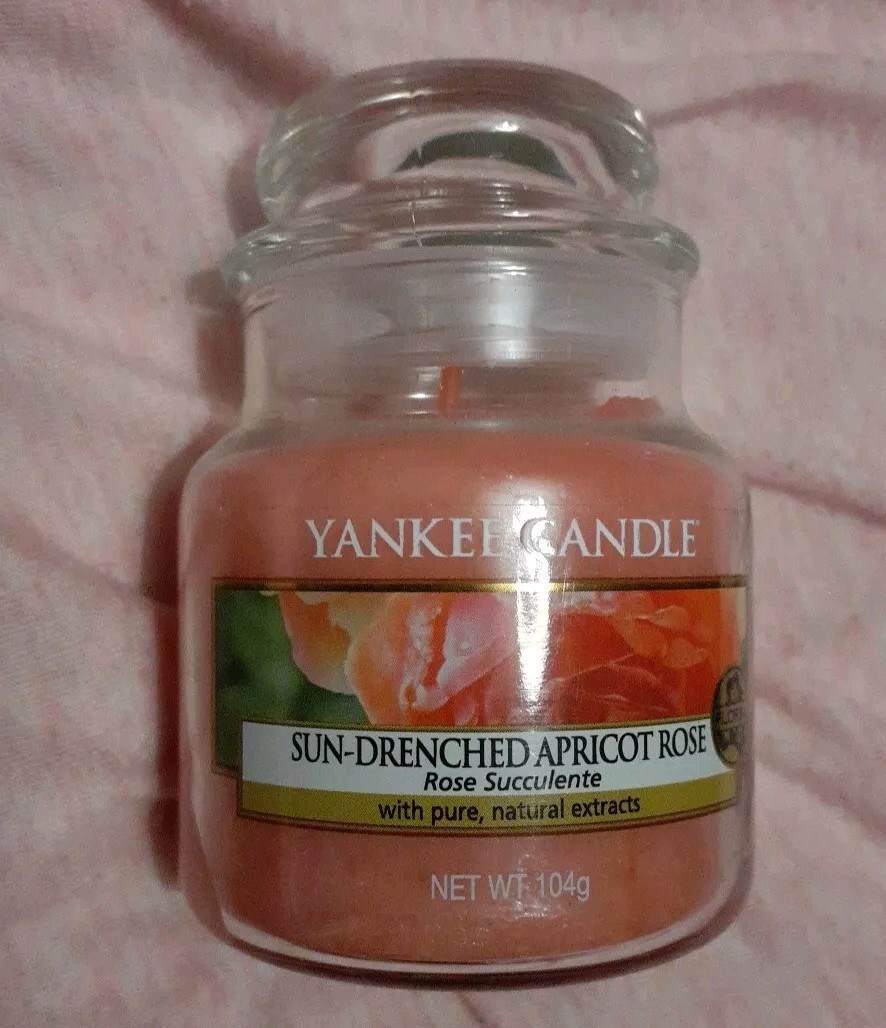 YANKEE CANDLE
SUN-DRENCHED APRICOT ROSE
Rose Succulente
with pure, natural extracts
NET WT 104g